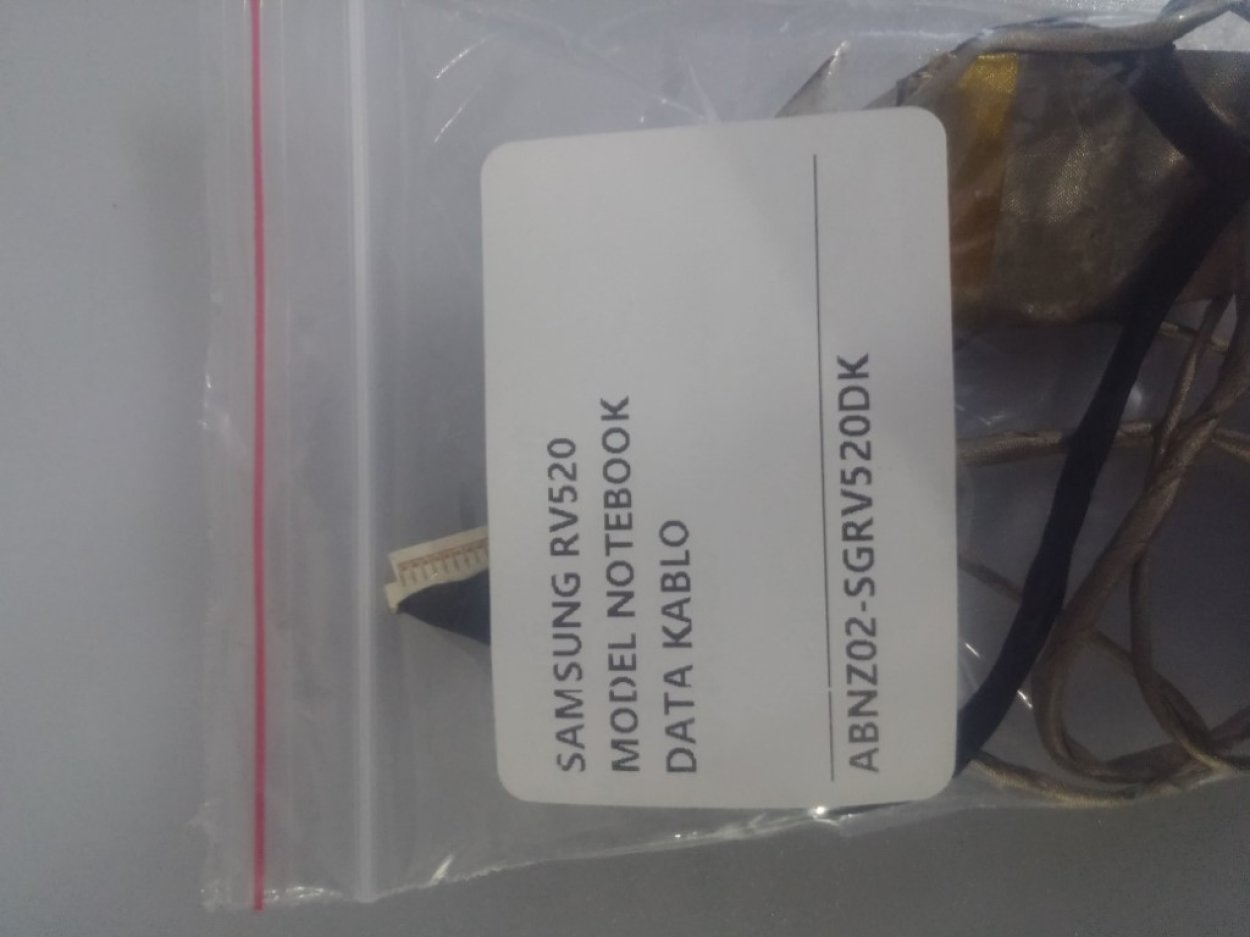 SAMSUNG RV520
MODEL NOTEBOOK
DATA KABLO
ABNZ02-SGRV520DK